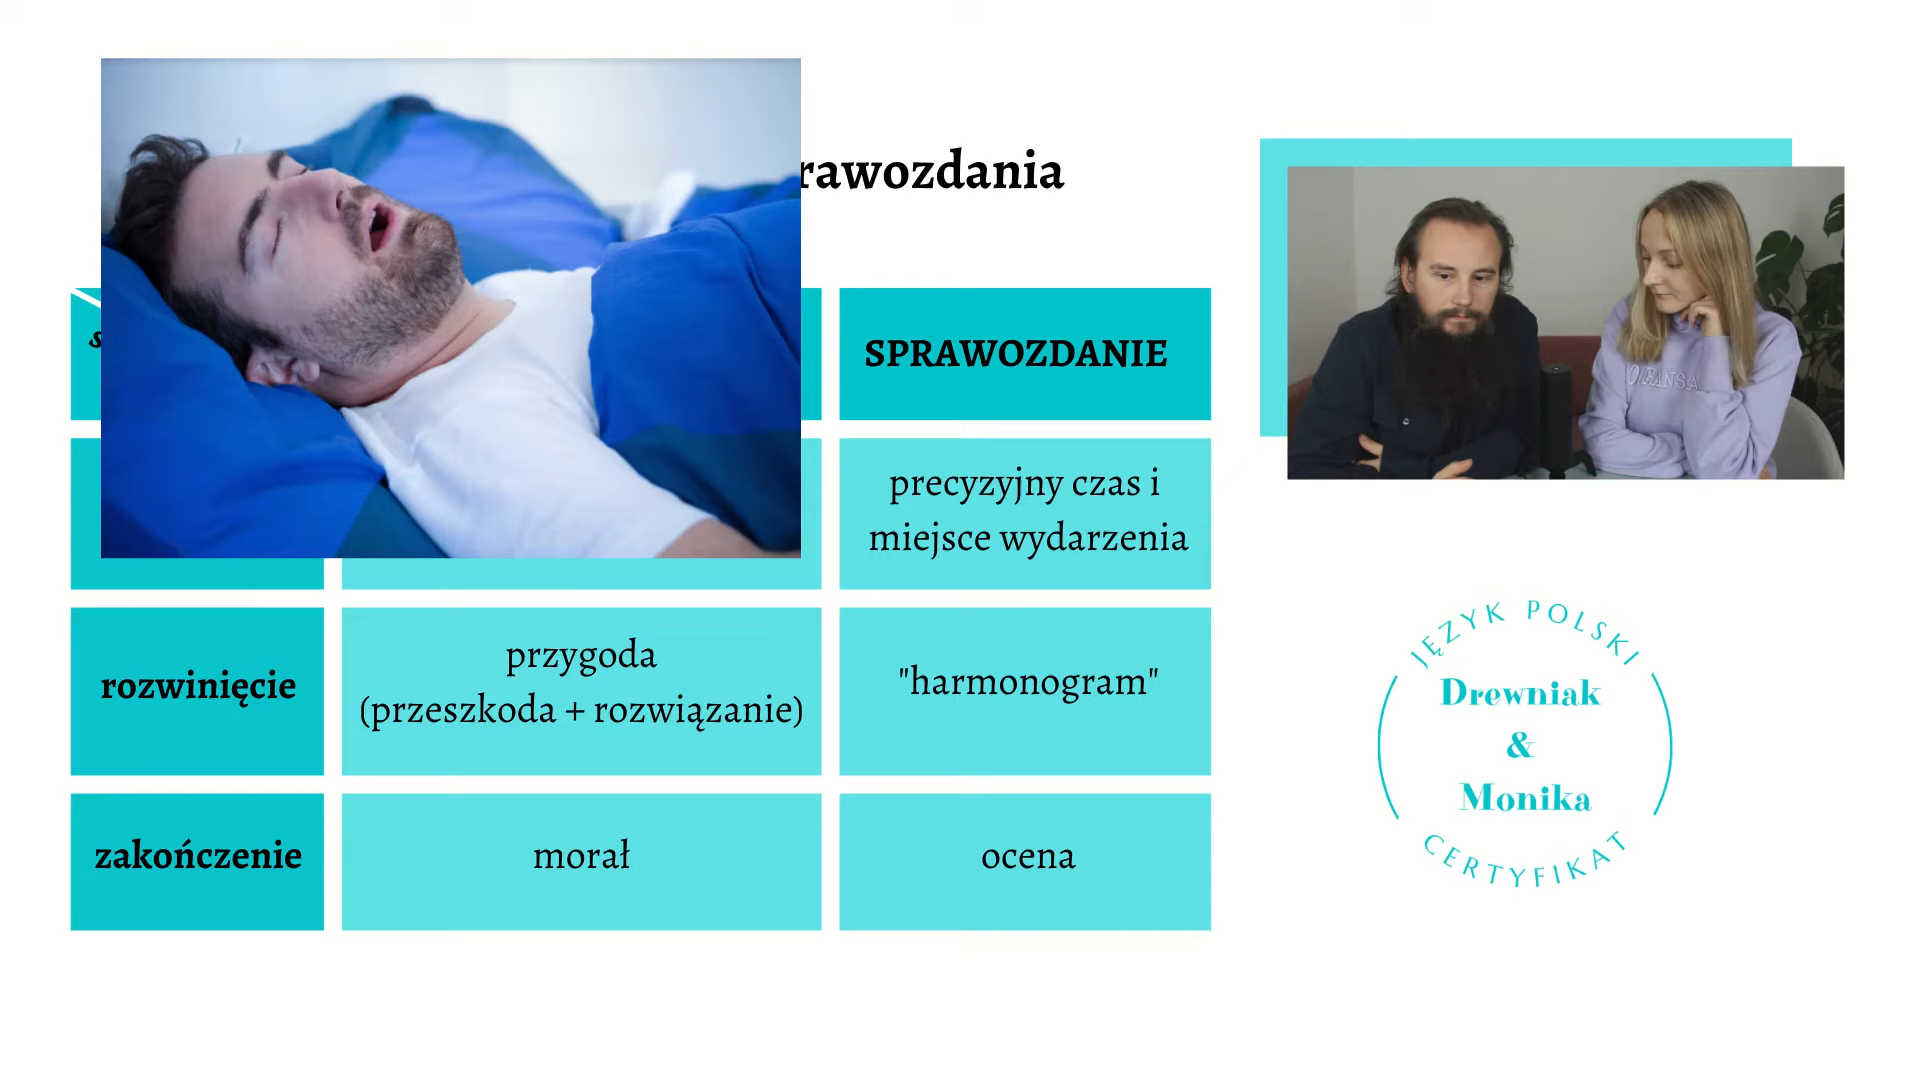 rawozdania
SPRAWOZDANIE
precyzyjny czas i
miejsce wydarzenia
rozwinięcie
przygoda
(przeszkoda + rozwiązanie)
"harmonogram"
zakończenie
morał
ocena
OCEANSA
JĘZYK POLSKI
Drewniak
&
Monika
CERTYFIKAT